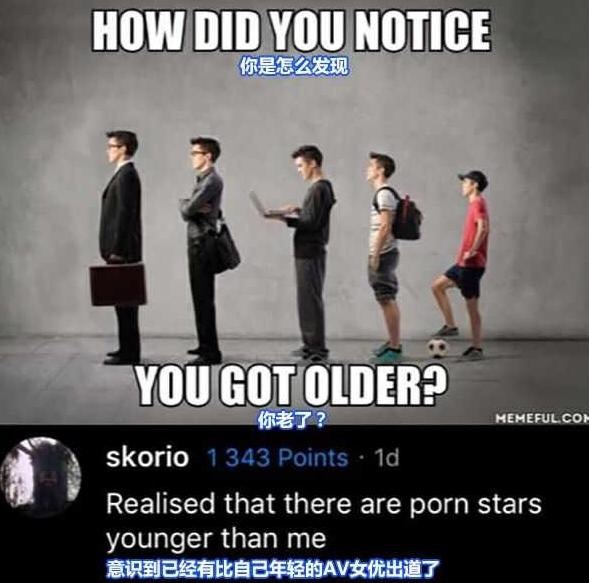 HOW DID YOU NOTICE
你是怎么发现
YOU GOT OLDER?
你老了？
MEMEFUL.COM
skorio 1 343 Points · 1d
Realised that there are porn stars
younger than me
意识到已经有比自己年轻的AV女优出道了